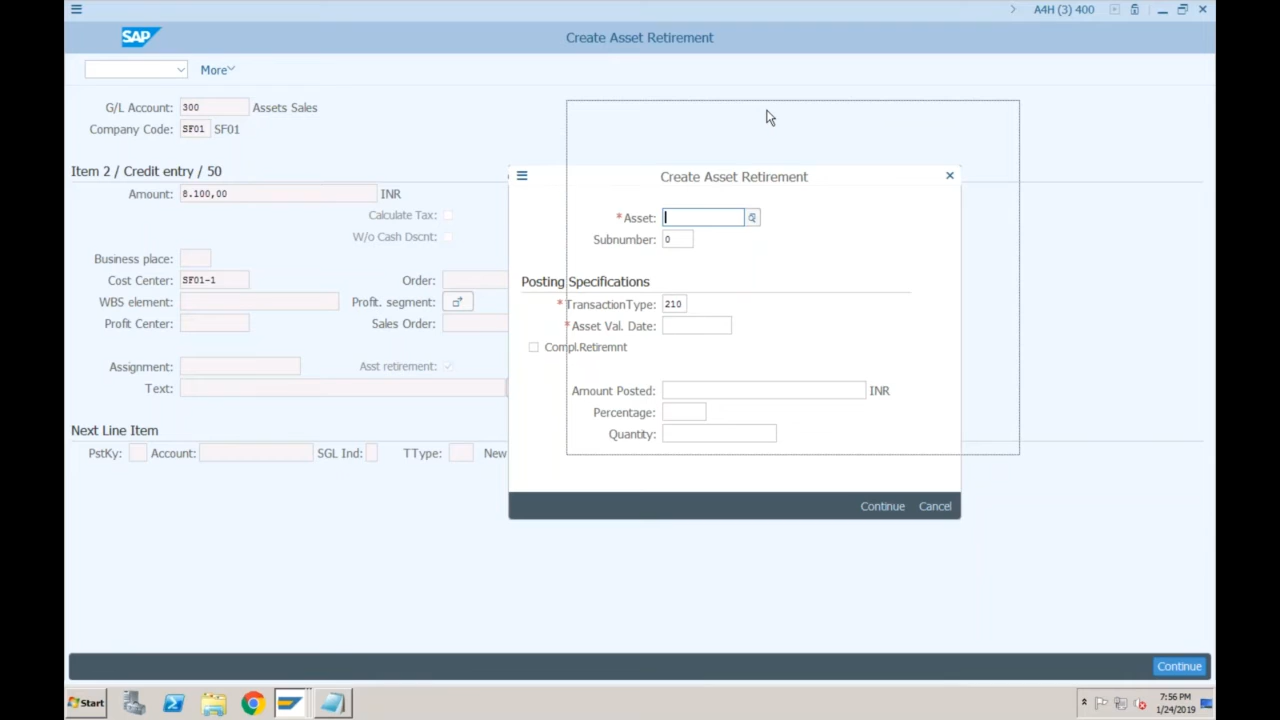 A4H (3) 400
SAP
Create Asset Retirement
More
G/L Account: 300 Assets Sales
Company Code: SF01 SF01
Item 2 / Credit entry / 50
Amount: 8.100,00 INR
Calculate Tax:
W/o Cash Dscnt:
Business place:
Cost Center: SF01-1 Order:
WBS element: Profit. segment:
Profit Center: Sales Order:
Assignment: Asst retirement:
Text:
Next Line Item
PstKy: Account: SGL Ind: TType: New
Create Asset Retirement
*Asset:
Subnumber: 0
Posting Specifications
*TransactionType: 210
*Asset Val. Date:
Compl.Retiremnt
Amount Posted: INR
Percentage:
Quantity:
Continue Cancel
Continue
Start
7:56 PM
1/24/2019